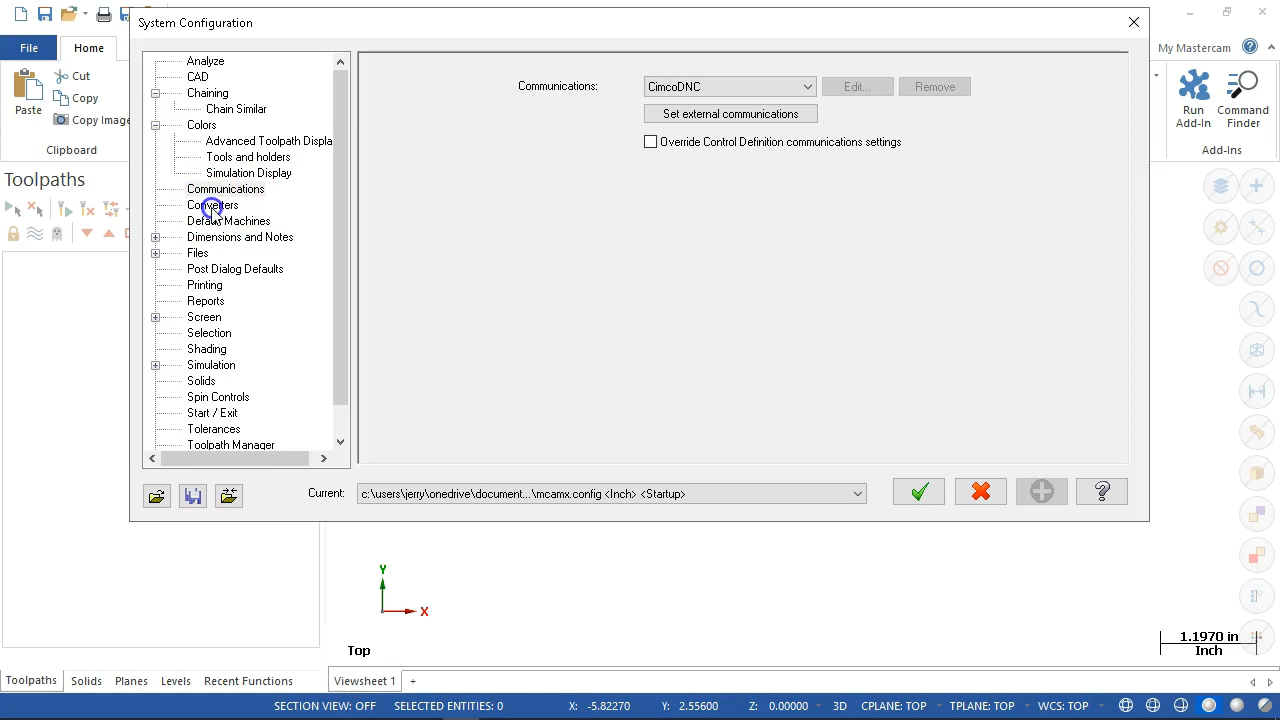 System Configuration
File
Home
My Mastercam
Paste
Cut
Copy
Copy Image
Clipboard
Run
Add-In
Command
Finder
Add-Ins
Toolpaths
Analyze
CAD
Chaining
Chain Similar
Colors
Advanced Toolpath Displa
Tools and holders
Simulation Display
Communications
Converters
Default Machines
Dimensions and Notes
Files
Post Dialog Defaults
Printing
Reports
Screen
Selection
Shading
Simulation
Solids
Spin Controls
Start / Exit
Tolerances
Toolpath Manager
Communications:
CimcoDNC
Edit...
Remove
Set external communications
Override Control Definition communications settings
Current:
c:\users\jerry\onedrive\document...\mcamx.config <Inch> <Startup>
Y
X
Top
1.1970 in
Inch
Toolpaths
Solids
Planes
Levels
Recent Functions
Viewsheet 1
+
SECTION VIEW: OFF
SELECTED ENTITIES: 0
X: -5.82270
Y: 2.55600
Z: 0.00000
3D
CPLANE: TOP
TPLANE: TOP
WCS: TOP